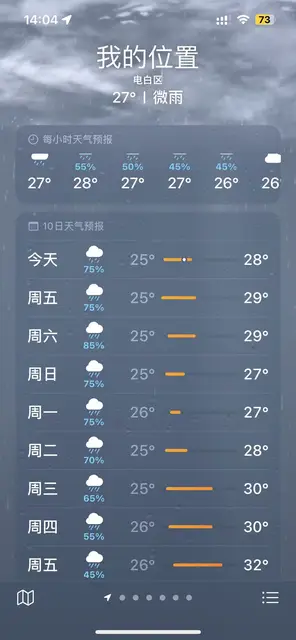 14:04
73
我的位置
电白区
27° | 微雨
每小时天气预报
55% 50% 45% 45%
27° 28° 27° 27° 26° 26
10日天气预报
今天 75% 25° 28°
周五 75% 25° 29°
周六 85% 25° 29°
周日 75% 25° 27°
周一 75% 26° 27°
周二 70% 25° 28°
周三 65% 25° 30°
周四 55% 26° 30°
周五 45% 26° 32°